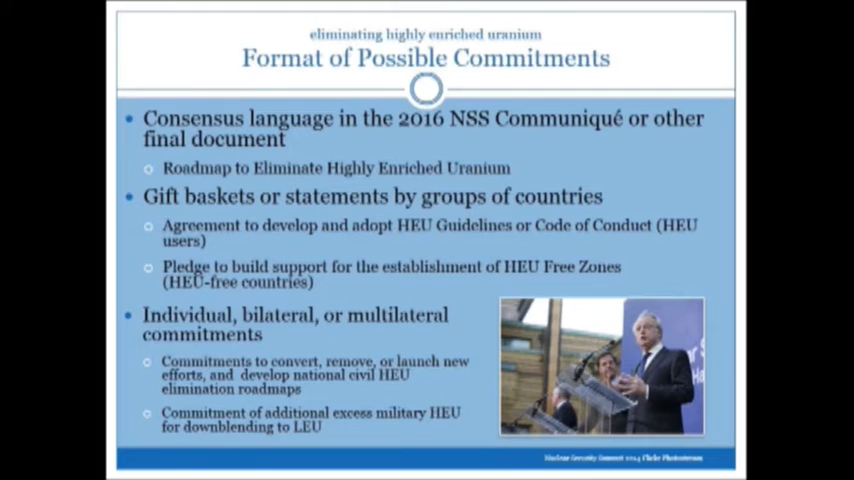 eliminating highly enriched uranium
Format of Possible Commitments
Consensus language in the 2016 NSS Communiqué or other
final document
Roadmap to Eliminate Highly Enriched Uranium
Gift baskets or statements by groups of countries
Agreement to develop and adopt HEU Guidelines or Code of Conduct (HEU
users)
Pledge to build support for the establishment of HEU Free Zones
(HEU-free countries)
Individual, bilateral, or multilateral
commitments
Commitments to convert, remove, or launch new
efforts, and develop national civil HEU
elimination roadmaps
Commitment of additional excess military HEU
for downblending to LEU
Nuclear Security Summit 2014 Flickr Photostream